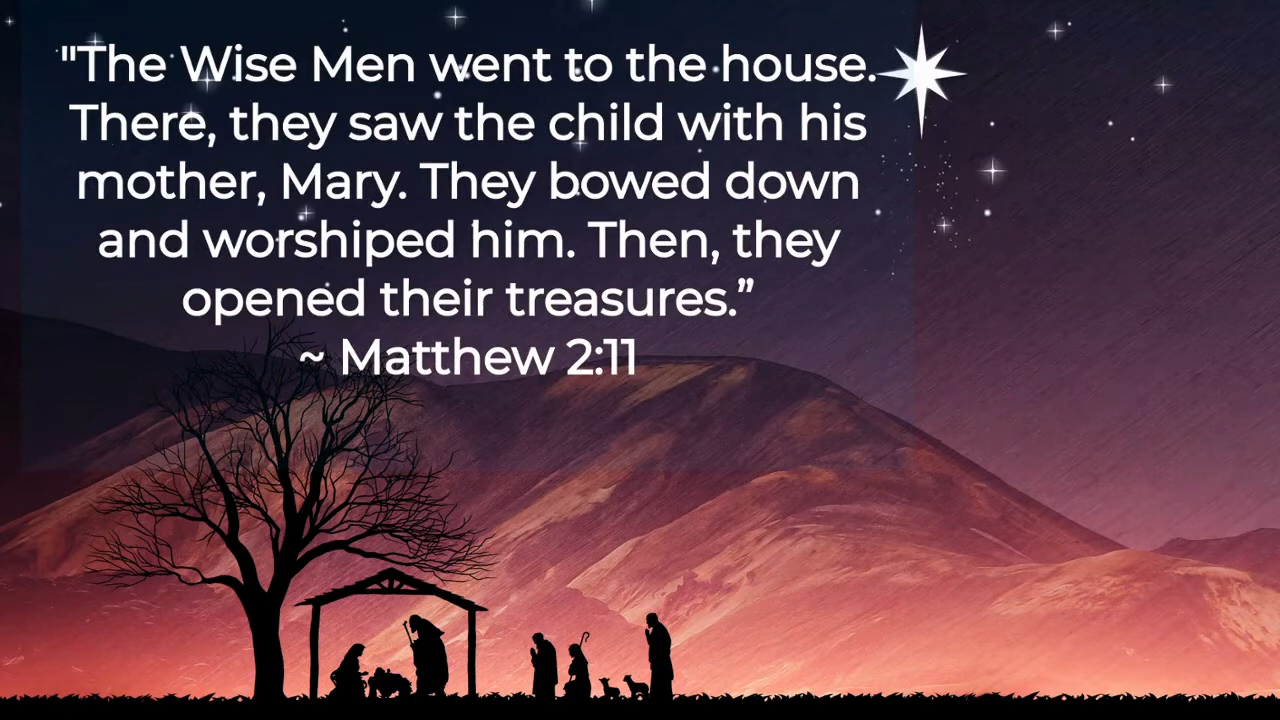 "The Wise Men went to the house.
There, they saw the child with his
mother, Mary. They bowed down
and worshiped him. Then, they
opened their treasures.”
~ Matthew 2:11